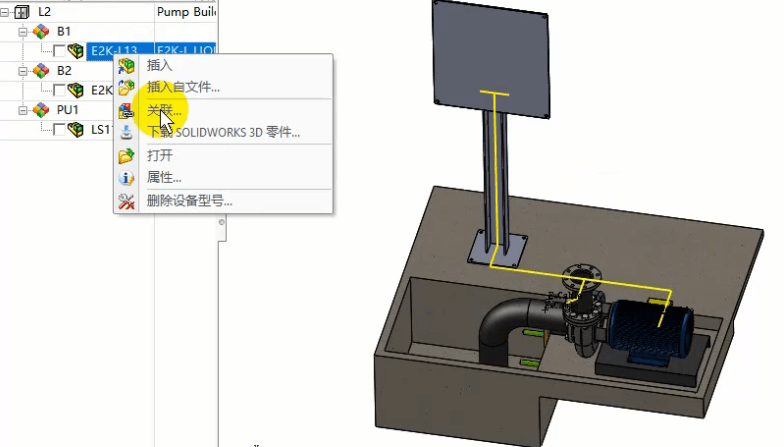 L2 Pump Buil
B1
E2K-L13 E2K-L
插入
B2
插入自文件...
E2K
关联...
PU1
下载 SOLIDWORKS 3D 零件...
LS1
打开
属性...
删除设备型号...